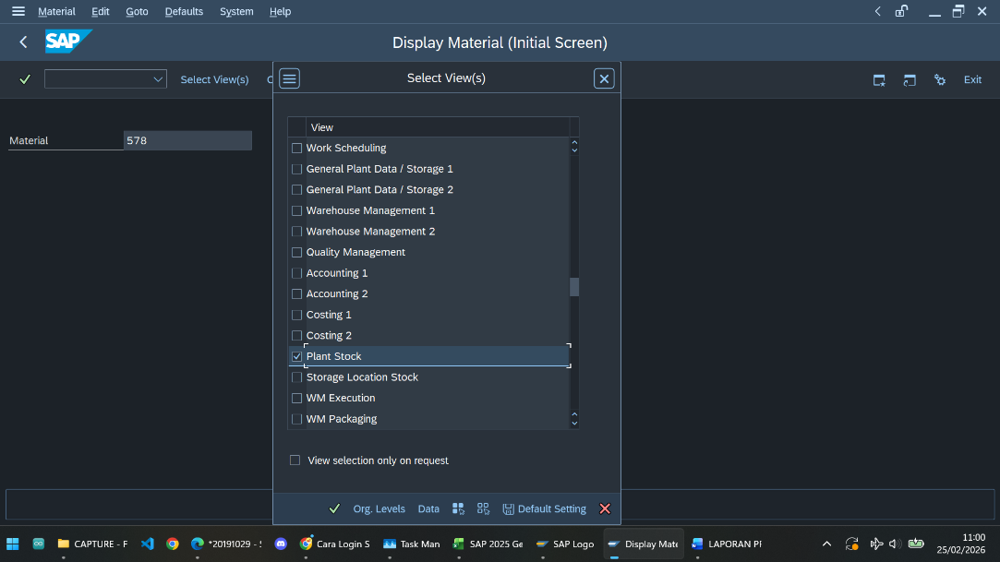 Material Edit Goto Defaults System Help
SAP Display Material (Initial Screen)
Select View(s) Exit
Select View(s)
Material 578
View
Work Scheduling
General Plant Data / Storage 1
General Plant Data / Storage 2
Warehouse Management 1
Warehouse Management 2
Quality Management
Accounting 1
Accounting 2
Costing 1
Costing 2
Plant Stock
Storage Location Stock
WM Execution
WM Packaging
View selection only on request
Org. Levels Data Default Setting
CAPTURE - F *20191029 - Cara Login S Task Man SAP 2025 Ge SAP Logo Display Mate LAPORAN PF
11:00
25/02/2026